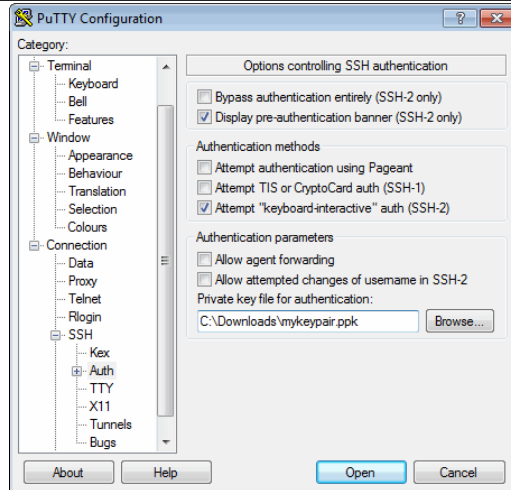 PuTTY Configuration
Category:
Terminal
Keyboard
Bell
Features
Window
Appearance
Behaviour
Translation
Selection
Colours
Connection
Data
Proxy
Telnet
Rlogin
SSH
Kex
Auth
TTY
X11
Tunnels
Bugs
Options controlling SSH authentication
Bypass authentication entirely (SSH-2 only)
Display pre-authentication banner (SSH-2 only)
Authentication methods
Attempt authentication using Pageant
Attempt TIS or CryptoCard auth (SSH-1)
Attempt "keyboard-interactive" auth (SSH-2)
Authentication parameters
Allow agent forwarding
Allow attempted changes of username in SSH-2
Private key file for authentication:
C:\Downloads\mykeypair.ppk Browse...
About Help Open Cancel